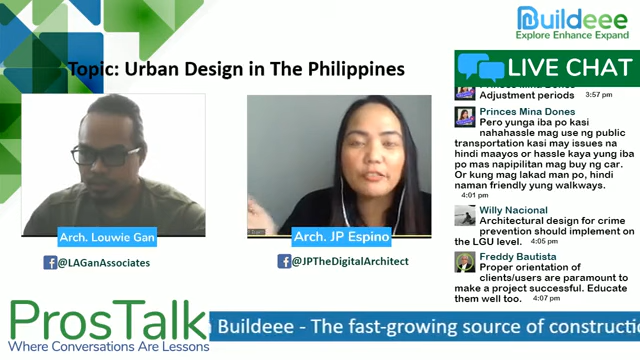 Buildeee
Explore Enhance Expand
Topic: Urban Design in The Philippines
LIVE CHAT
Princess Mina Dones
Adjustment periods 3:57 pm
Princes Mina Dones
Pero yunga iba po kasi
nahahassle mag use ng public
transportation kasi may issues na
hindi maayos or hassle kaya yung iba
po mas napipilitan mag buy ng car.
Or kung mag lakad man po, hindi
naman friendly yung walkways.
4:01 pm
Willy Nacional
Architectural design for crime
prevention should implement on
the LGU level. 4:05 pm
Freddy Bautista
Proper orientation of
clients/users are paramount to
make a project successful. Educate
them well too. 4:07 pm
Arch. Louwie Gan
Arch. JP Espino
@LAGanAssociates
@JPTheDigitalArchitect
ProsTalk
Where Conversations Are Lessons
Buildeee - The fast-growing source of constructi